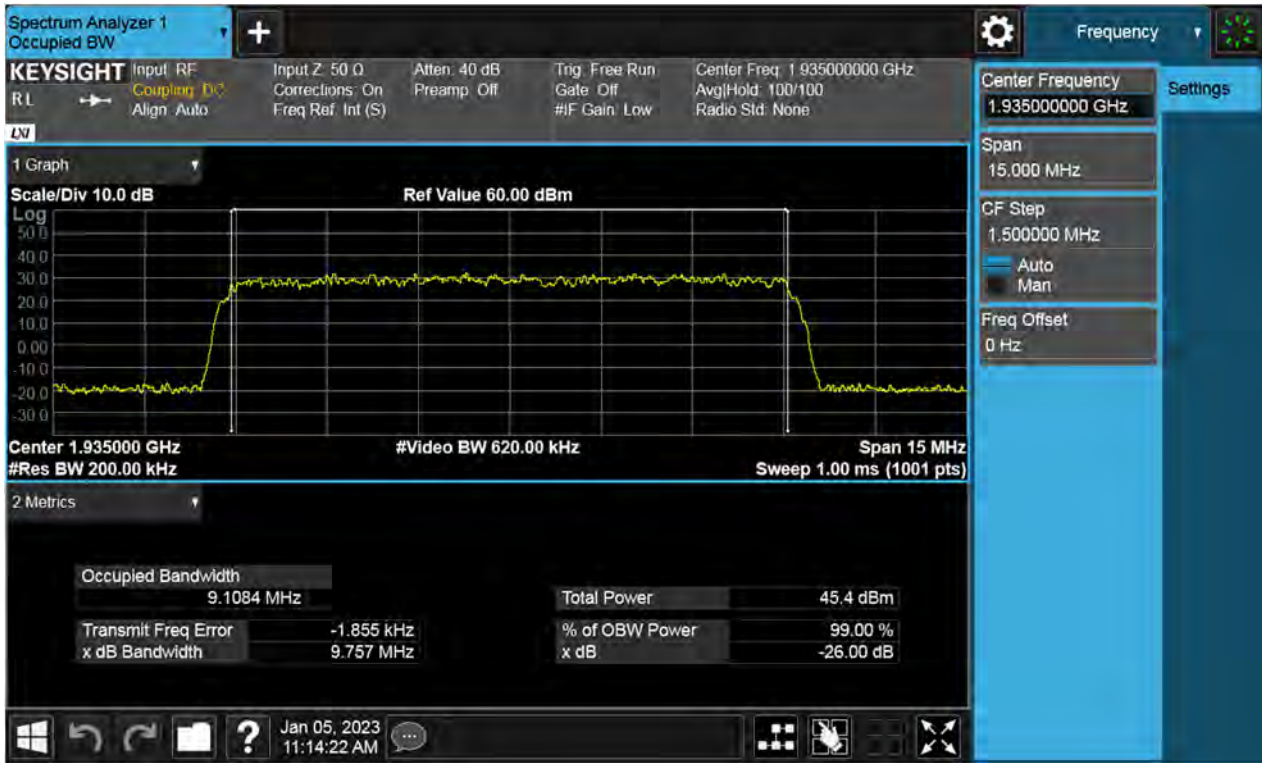 Spectrum Analyzer 1
Occupied BW
+
Frequency
KEYSIGHT
RL
LXI
Input: RF
Coupling: DC
Align: Auto
Input Z: 50 Ω
Corrections: On
Freq Ref: Int (S)
Atten: 40 dB
Preamp: Off
Trig: Free Run
Gate: Off
#IF Gain: Low
Center Freq: 1.935000000 GHz
Avg|Hold: 100/100
Radio Std: None
1 Graph
Scale/Div 10.0 dB
Ref Value 60.00 dBm
Log
50.0
40.0
30.0
20.0
10.0
0.00
-10.0
-20.0
-30.0
Center 1.935000 GHz
#Video BW 620.00 kHz
Span 15 MHz
#Res BW 200.00 kHz
Sweep 1.00 ms (1001 pts)
2 Metrics
Occupied Bandwidth
9.1084 MHz
Total Power 45.4 dBm
Transmit Freq Error -1.855 kHz
% of OBW Power 99.00 %
x dB Bandwidth 9.757 MHz
x dB -26.00 dB
? Jan 05, 2023
11:14:22 AM
Center Frequency
1.935000000 GHz
Settings
Span
15.000 MHz
CF Step
1.500000 MHz
Auto
Man
Freq Offset
0 Hz